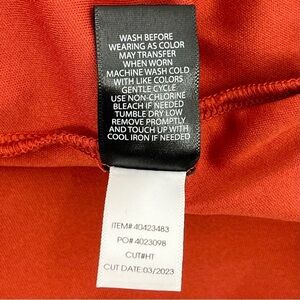 WASH BEFORE
WEARING AS COLOR
MAY TRANSFER
WHEN WORN
MACHINE WASH COLD
WITH LIKE COLORS
GENTLE CYCLE
USE NON-CHLORINE
BLEACH IF NEEDED
TUMBLE DRY LOW
REMOVE PROMPTLY
AND TOUCH UP WITH
COOL IRON IF NEEDED
ITEM# 40423483
PO# 4023098
CUT#HT
CUT DATE:03/2023